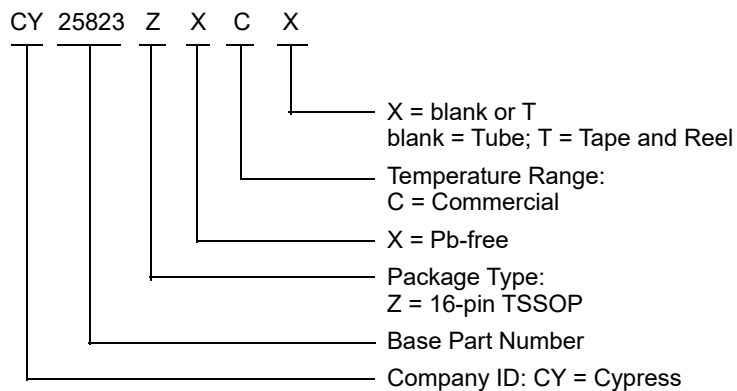 CY 25823 Z X C X
X = blank or T
blank = Tube; T = Tape and Reel
Temperature Range:
C = Commercial
X = Pb-free
Package Type:
Z = 16-pin TSSOP
Base Part Number
Company ID: CY = Cypress